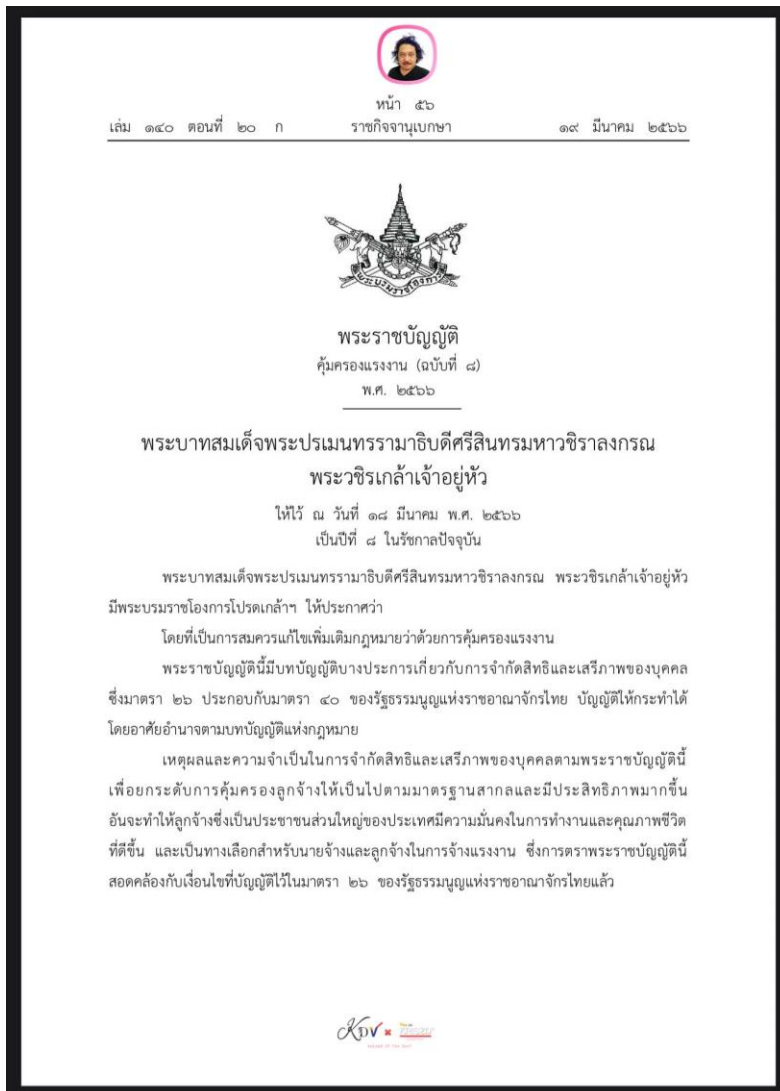 หน้า ๕๖
เล่ม ๑๔๐ ตอนที่ ๒๐ ก ราชกิจจานุเบกษา ๑๙ มีนาคม ๒๕๖๖
พระบรมราชโองการ
พระราชบัญญัติ
คุ้มครองแรงงาน (ฉบับที่ ๘)
พ.ศ. ๒๕๖๖
พระบาทสมเด็จพระปรเมนทรรามาธิบดีศรีสินทรมหาวชิราลงกรณ
พระวชิรเกล้าเจ้าอยู่หัว
ให้ไว้ ณ วันที่ ๑๘ มีนาคม พ.ศ. ๒๕๖๖
เป็นปีที่ ๘ ในรัชกาลปัจจุบัน
พระบาทสมเด็จพระปรเมนทรรามาธิบดีศรีสินทรมหาวชิราลงกรณ พระวชิรเกล้าเจ้าอยู่หัว
มีพระบรมราชโองการโปรดเกล้าฯ ให้ประกาศว่า
โดยที่เป็นการสมควรแก้ไขเพิ่มเติมกฎหมายว่าด้วยการคุ้มครองแรงงาน
พระราชบัญญัตินี้มีบทบัญญัติบางประการเกี่ยวกับการจำกัดสิทธิและเสรีภาพของบุคคล
ซึ่งมาตรา ๒๖ ประกอบกับมาตรา ๔๐ ของรัฐธรรมนูญแห่งราชอาณาจักรไทย บัญญัติให้กระทำได้
โดยอาศัยอำนาจตามบทบัญญัติแห่งกฎหมาย
เหตุผลและความจำเป็นในการจำกัดสิทธิและเสรีภาพของบุคคลตามพระราชบัญญัตินี้
เพื่อยกระดับการคุ้มครองลูกจ้างให้เป็นไปตามมาตรฐานสากลและมีประสิทธิภาพมากขึ้น
อันจะทำให้ลูกจ้างซึ่งเป็นประชาชนส่วนใหญ่ของประเทศมีความมั่นคงในการทำงานและคุณภาพชีวิต
ที่ดีขึ้น และเป็นทางเลือกสำหรับนายจ้างและลูกจ้างในการจ้างแรงงาน ซึ่งการตราพระราชบัญญัตินี้
สอดคล้องกับเงื่อนไขที่บัญญัติไว้ในมาตรา ๒๖ ของรัฐธรรมนูญแห่งราชอาณาจักรไทยแล้ว
KDV